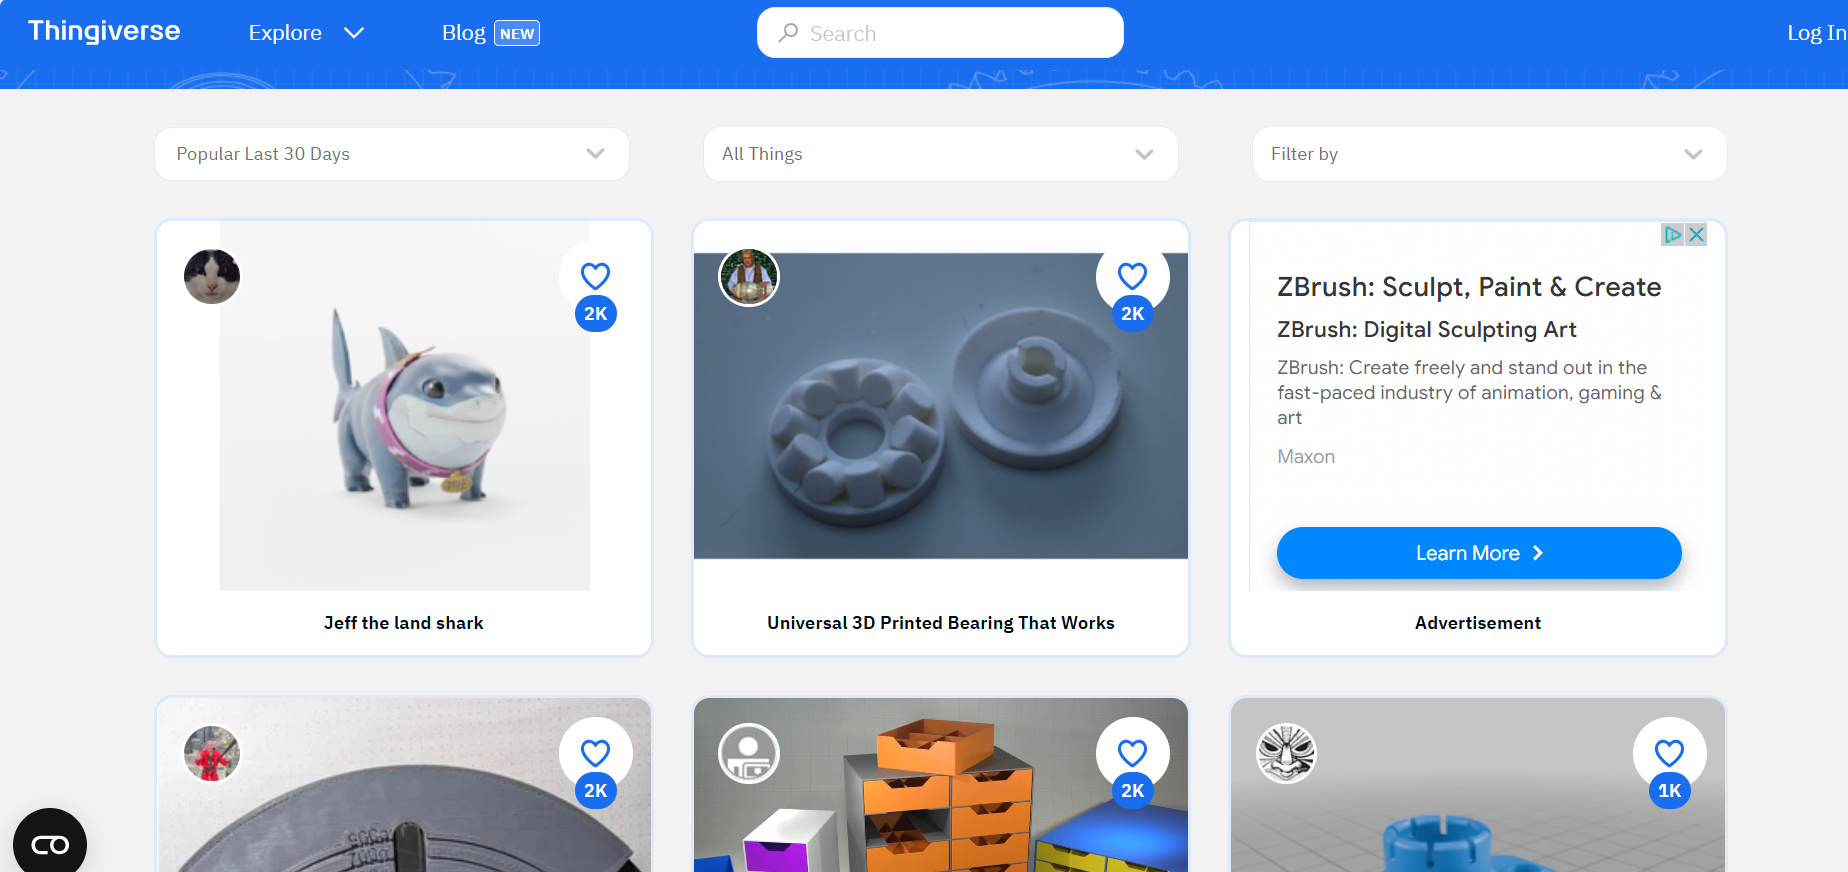 Thingiverse
Explore
Blog NEW
Search
Log In
Popular Last 30 Days
All Things
Filter by
2K
Jeff the land shark
2K
Universal 3D Printed Bearing That Works
ZBrush: Sculpt, Paint & Create
ZBrush: Digital Sculpting Art
ZBrush: Create freely and stand out in the
fast-paced industry of animation, gaming &
art
Maxon
Learn More
Advertisement
2K
2K
1K